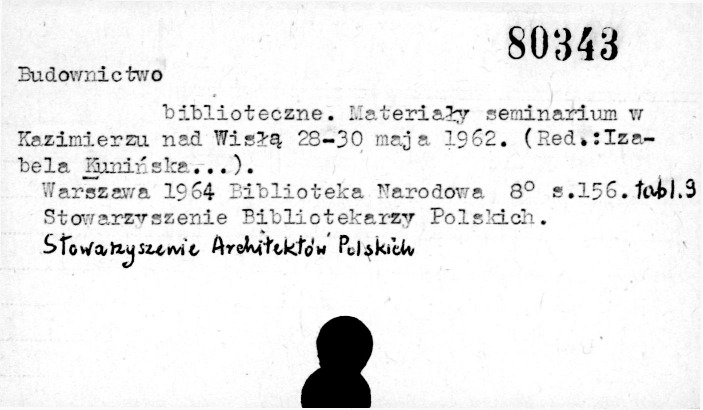 80343
Budownictwo
biblioteczne. Materiały seminarium w
Kazimierzu nad Wisłą 28-30 maja 1962. (Red.:Iza-
bela Kunińska...).
Warszawa 1964 Biblioteka Narodowa 8° s.156. tabl.9
Stowarzyszenie Bibliotekarzy Polskich.
Stowarzyszenie Architektów Polskich